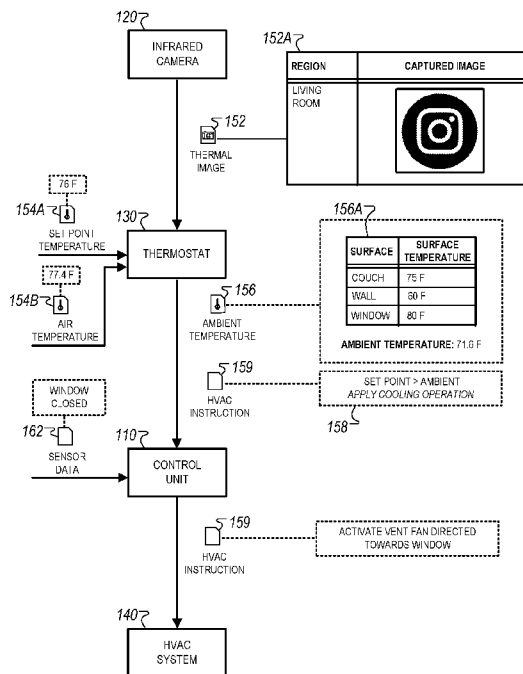 120
INFRARED
CAMERA
152A
REGION CAPTURED IMAGE
LIVING
ROOM
152
THERMAL
IMAGE
76 F
154A
SET POINT
TEMPERATURE
130
THERMOSTAT
77.4 F
154B
AIR
TEMPERATURE
156A
SURFACE SURFACE
TEMPERATURE
COUCH 75 F
WALL 60 F
WINDOW 80 F
AMBIENT TEMPERATURE: 71.6 F
156
AMBIENT
TEMPERATURE
159
HVAC
INSTRUCTION
SET POINT > AMBIENT
APPLY COOLING OPERATION
158
WINDOW
CLOSED
162
SENSOR
DATA
110
CONTROL
UNIT
159
HVAC
INSTRUCTION
ACTIVATE VENT FAN DIRECTED
TOWARDS WINDOW
140
HVAC
SYSTEM